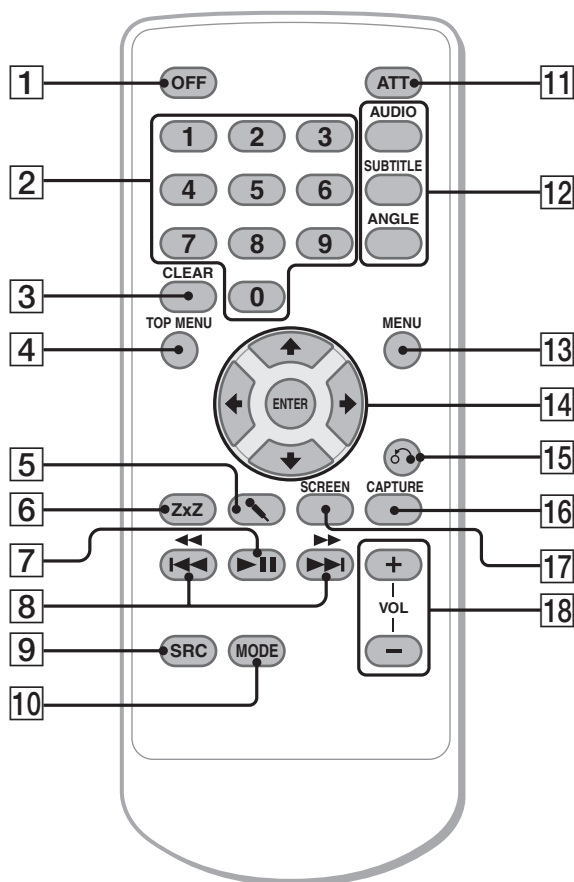 1
OFF
ATT
11
AUDIO
1 2 3
2
SUBTITLE
12
4 5 6
ANGLE
7 8 9
CLEAR
3
0
TOP MENU
MENU
4
13
ENTER
14
5
15
SCREEN
CAPTURE
6
ZxZ
16
7
17
8
+
VOL
−
18
9
SRC
MODE
10